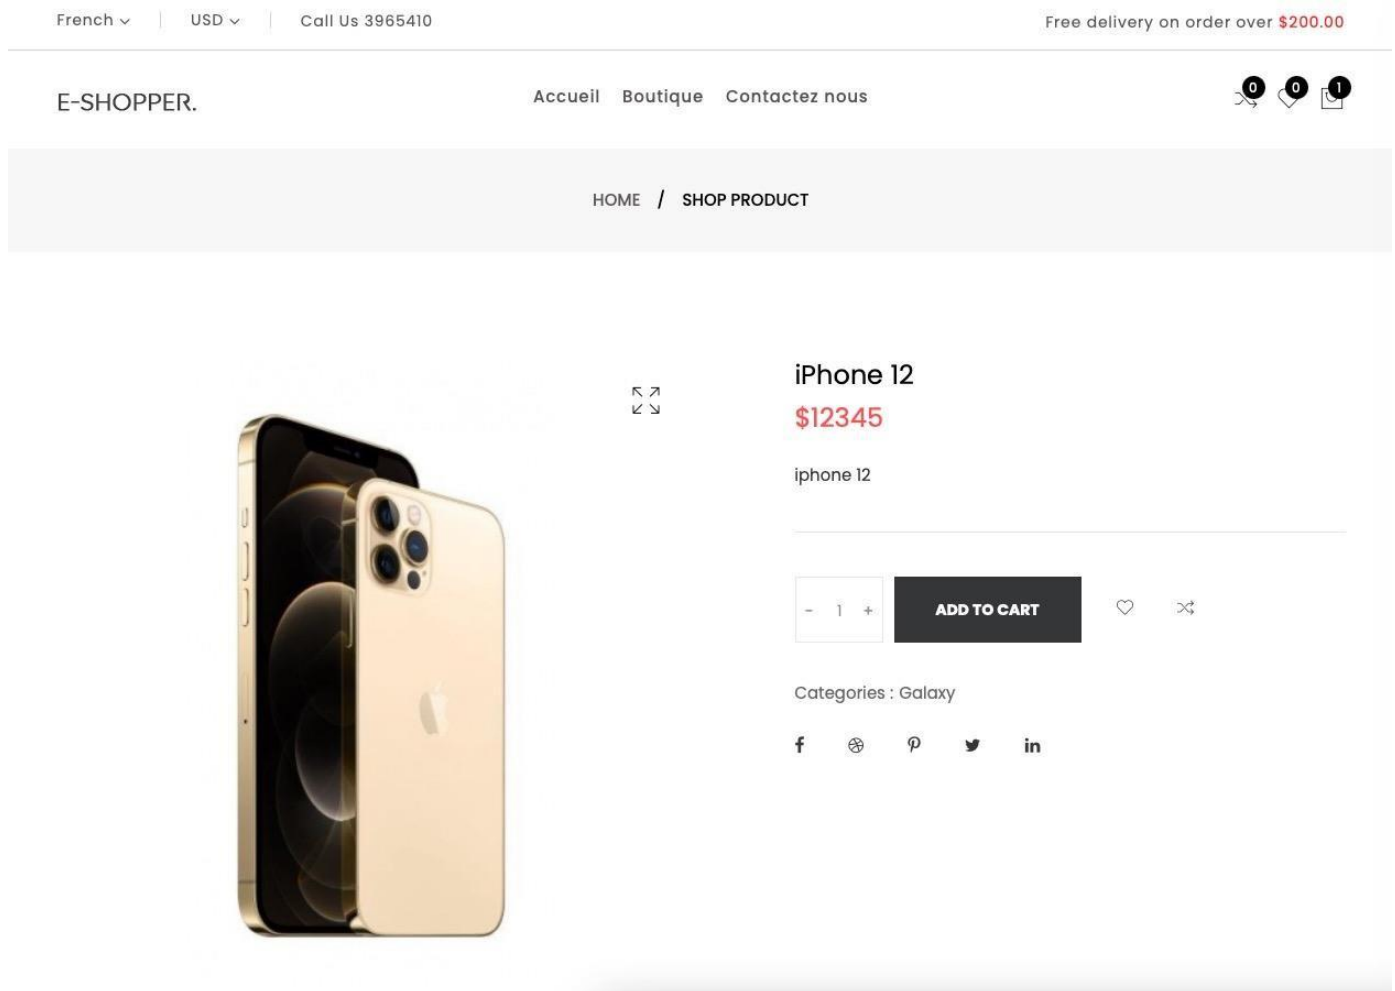 French USD Call Us 3965410 Free delivery on order over $200.00
E-SHOPPER. Accueil Boutique Contactez nous 0 0 1
HOME / SHOP PRODUCT
iPhone 12
$12345
iphone 12
- 1 + ADD TO CART
Categories : Galaxy